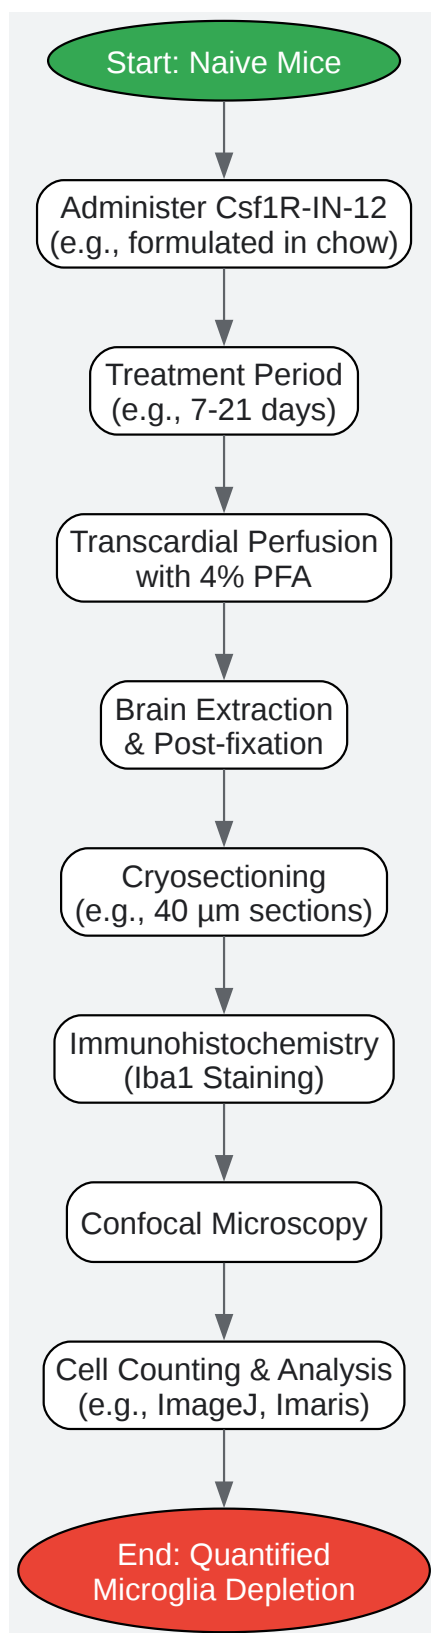 Start: Naive Mice
Administer Csf1R-IN-12
(e.g., formulated in chow)
Treatment Period
(e.g., 7-21 days)
Transcardial Perfusion
with 4% PFA
Brain Extraction
& Post-fixation
Cryosectioning
(e.g., 40 µm sections)
Immunohistochemistry
(Iba1 Staining)
Confocal Microscopy
Cell Counting & Analysis
(e.g., ImageJ, Imaris)
End: Quantified
Microglia Depletion